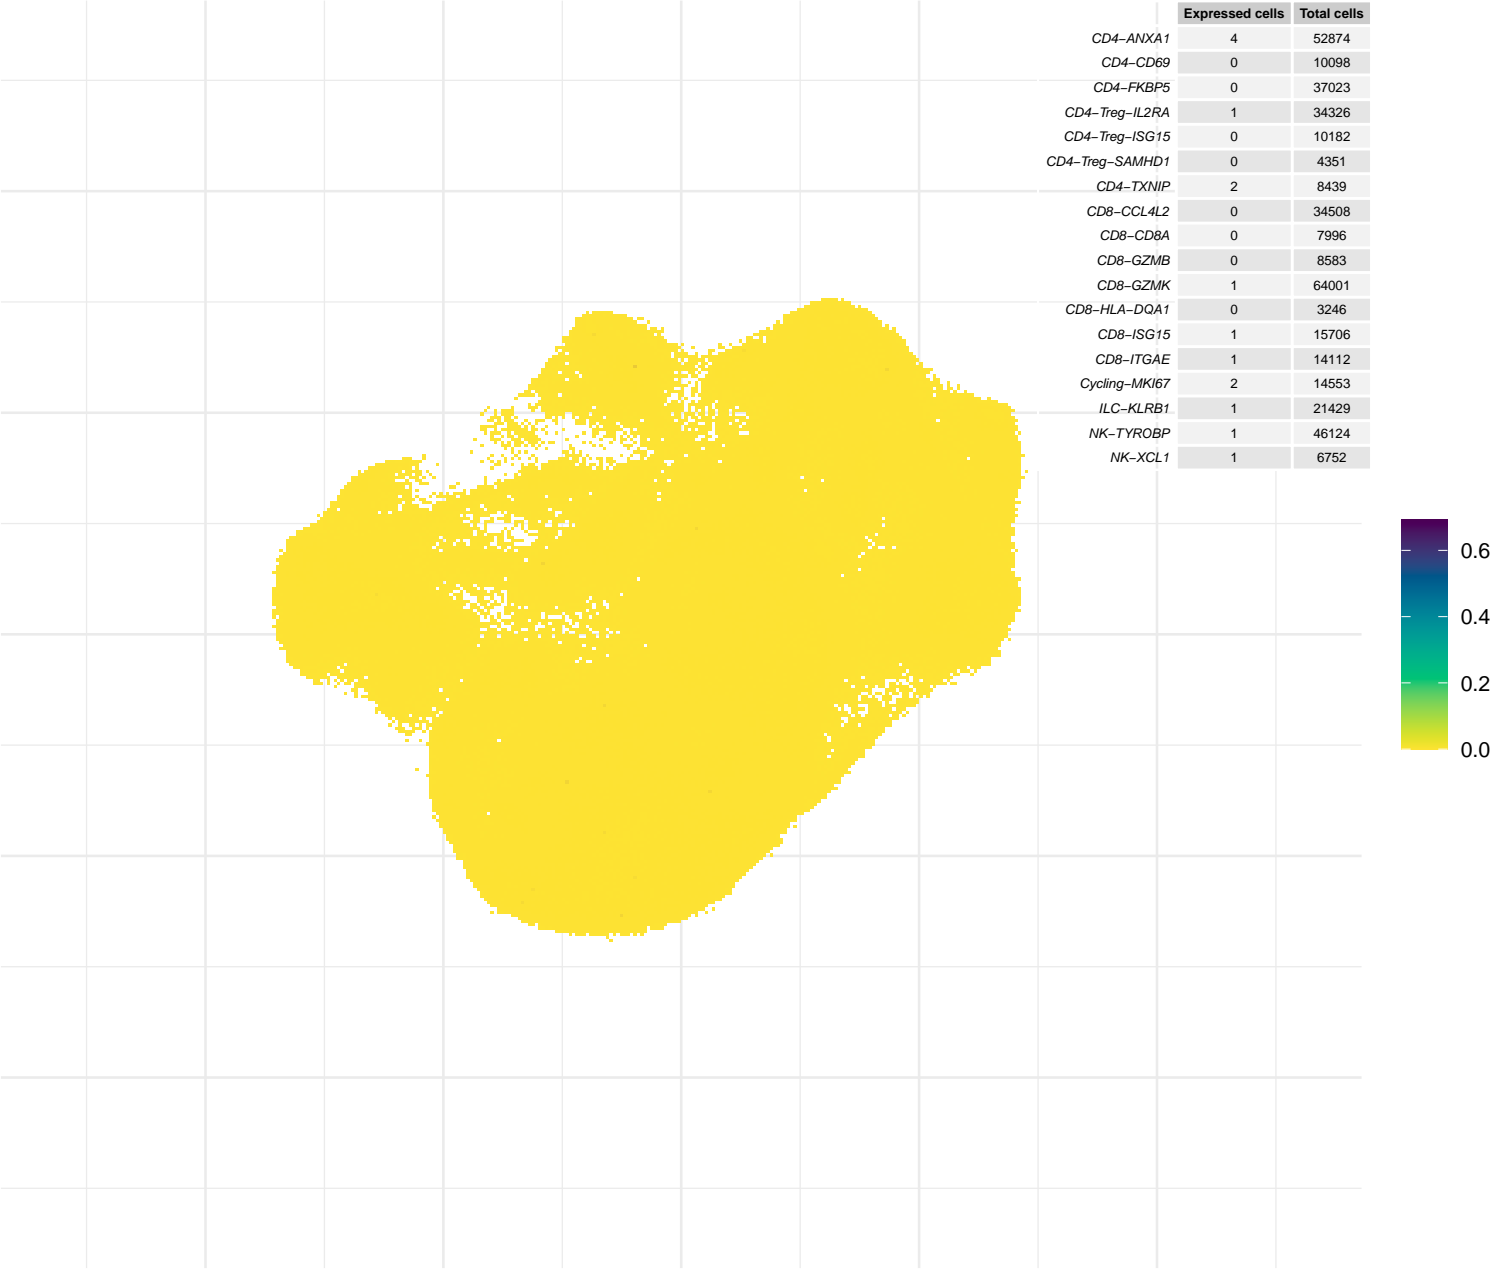 Expressed cells Total cells
CD4−ANXA1 4 52874
CD4−CD69 0 10098
CD4−FKBP5 0 37023
CD4−Treg−IL2RA 1 34326
CD4−Treg−ISG15 0 10182
CD4−Treg−SAMHD1 0 4351
CD4−TXNIP 2 8439
CD8−CCL4L2 0 34508
CD8−CD8A 0 7996
CD8−GZMB 0 8583
CD8−GZMK 1 64001
CD8−HLA−DQA1 0 3246
CD8−ISG15 1 15706
CD8−ITGAE 1 14112
Cycling−MKI67 2 14553
ILC−KLRB1 1 21429
NK−TYROBP 1 46124
NK−XCL1 1 6752
0.6
0.4
0.2
0.0